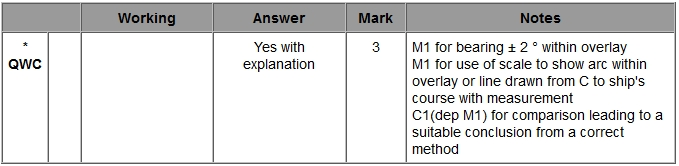 Working Answer Mark Notes
* QWC
Yes with explanation
3
M1 for bearing ± 2 ° within overlay
M1 for use of scale to show arc within
overlay or line drawn from C to ship's
course with measurement
C1(dep M1) for comparison leading to a
suitable conclusion from a correct
method